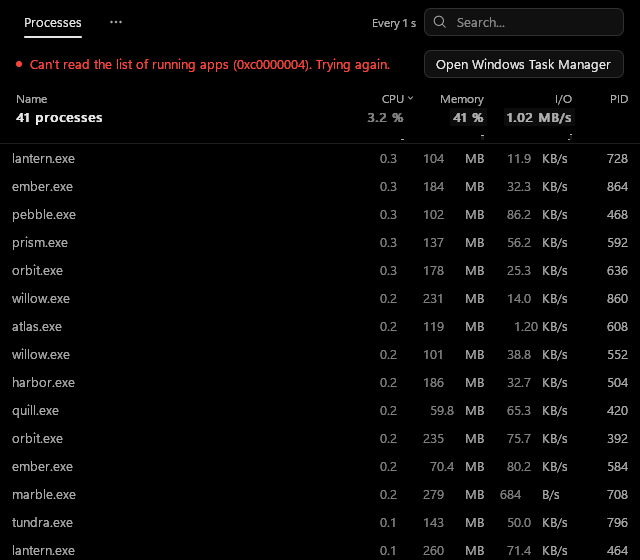 Processes ··· Every 1 s Search...
Can't read the list of running apps (0xc0000004). Trying again. Open Windows Task Manager
Name CPU Memory I/O PID
41 processes 3.2 % 41 % 1.02 MB/s
lantern.exe 0.3 104 MB 11.9 KB/s 728
ember.exe 0.3 184 MB 32.3 KB/s 864
pebble.exe 0.3 102 MB 86.2 KB/s 468
prism.exe 0.3 137 MB 56.2 KB/s 592
orbit.exe 0.3 178 MB 25.3 KB/s 636
willow.exe 0.2 231 MB 14.0 KB/s 860
atlas.exe 0.2 119 MB 1.20 KB/s 608
willow.exe 0.2 101 MB 38.8 KB/s 552
harbor.exe 0.2 186 MB 32.7 KB/s 504
quill.exe 0.2 59.8 MB 65.3 KB/s 420
orbit.exe 0.2 235 MB 75.7 KB/s 392
ember.exe 0.2 70.4 MB 80.2 KB/s 584
marble.exe 0.2 279 MB 684 B/s 708
tundra.exe 0.1 143 MB 50.0 KB/s 796
lantern.exe 0.1 260 MB 71.4 KB/s 464